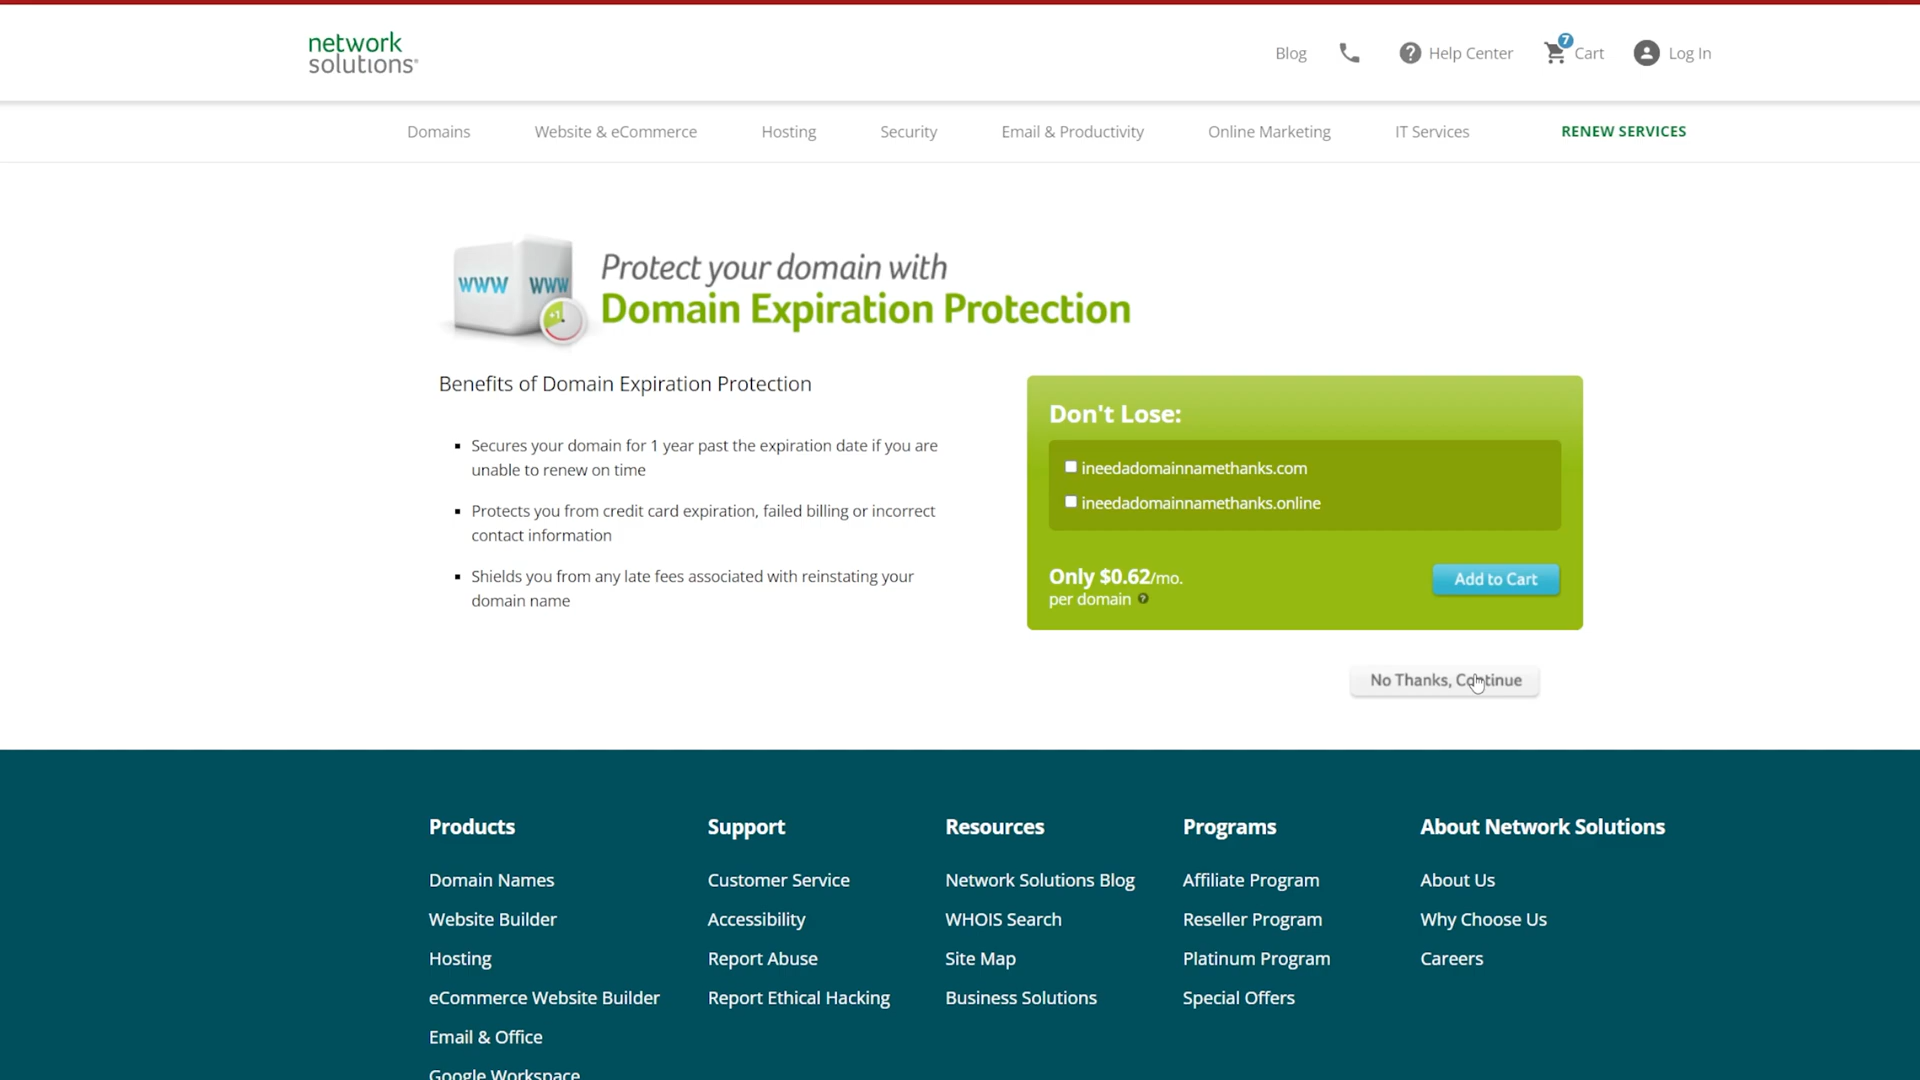 network
solutions
Blog
Help Center
7
Cart
Log In
Domains
Website & eCommerce
Hosting
Security
Email & Productivity
Online Marketing
IT Services
RENEW SERVICES
WWW WWW
+1
Protect your domain with
Domain Expiration Protection
Benefits of Domain Expiration Protection
Secures your domain for 1 year past the expiration date if you are
unable to renew on time
Protects you from credit card expiration, failed billing or incorrect
contact information
Shields you from any late fees associated with reinstating your
domain name
Don't Lose:
ineedadomainnamethanks.com
ineedadomainnamethanks.online
Only $0.62/mo.
per domain ?
Add to Cart
No Thanks, Continue
Products
Domain Names
Website Builder
Hosting
eCommerce Website Builder
Email & Office
Google Workspace
Support
Customer Service
Accessibility
Report Abuse
Report Ethical Hacking
Resources
Network Solutions Blog
WHOIS Search
Site Map
Business Solutions
Programs
Affiliate Program
Reseller Program
Platinum Program
Special Offers
About Network Solutions
About Us
Why Choose Us
Careers